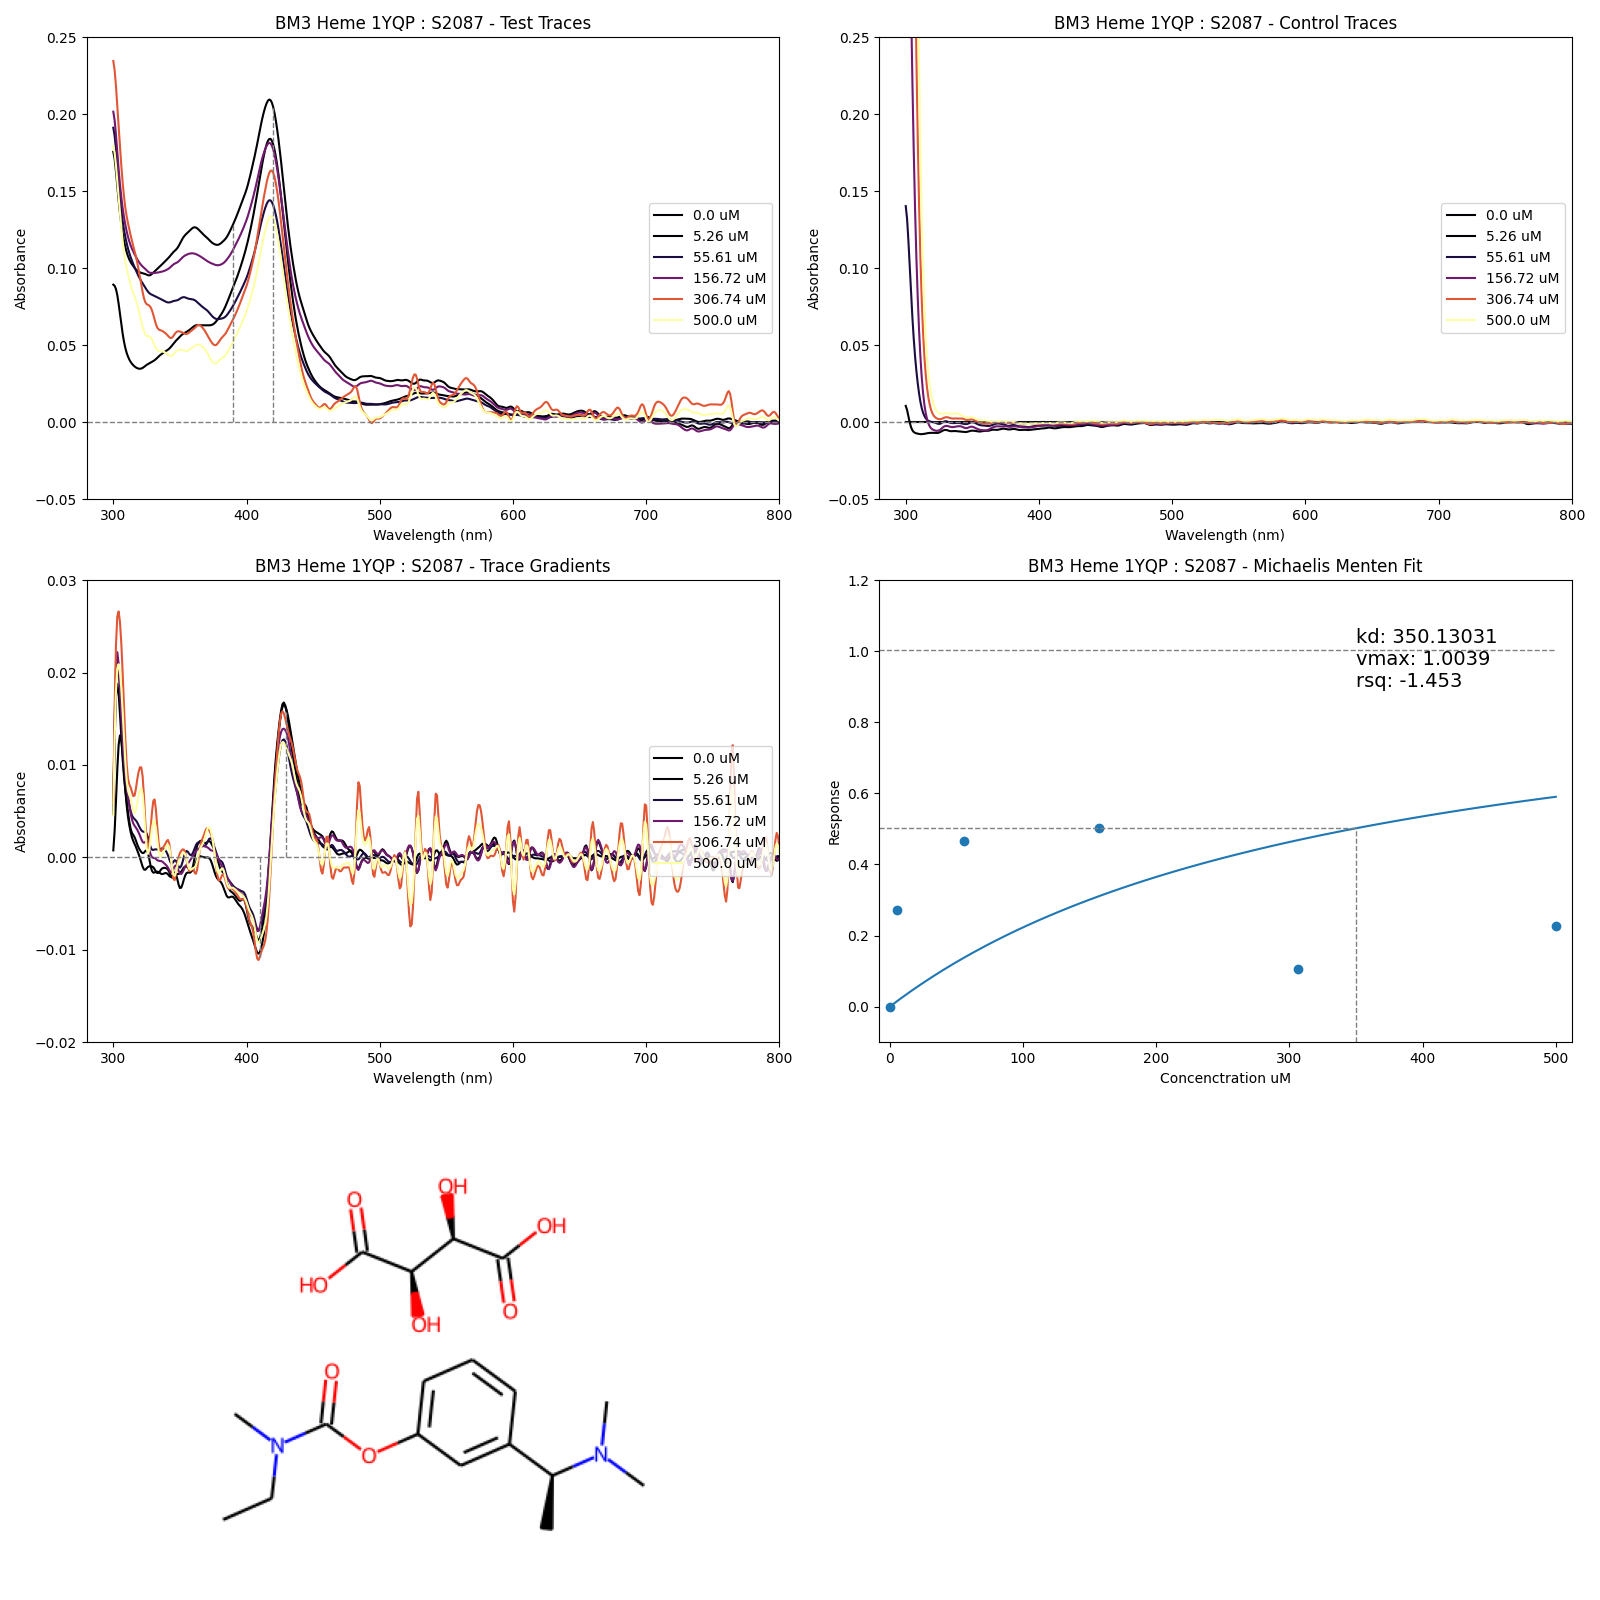 BM3 Heme 1YQP : S2087 - Test Traces
0.25
0.20
0.15
0.10
0.05
0.00
−0.05
Absorbance
300 400 500 600 700 800
Wavelength (nm)
0.0 uM
5.26 uM
55.61 uM
156.72 uM
306.74 uM
500.0 uM
BM3 Heme 1YQP : S2087 - Control Traces
0.25
0.20
0.15
0.10
0.05
0.00
−0.05
Absorbance
300 400 500 600 700 800
Wavelength (nm)
0.0 uM
5.26 uM
55.61 uM
156.72 uM
306.74 uM
500.0 uM
BM3 Heme 1YQP : S2087 - Trace Gradients
0.03
0.02
0.01
0.00
−0.01
−0.02
Absorbance
300 400 500 600 700 800
Wavelength (nm)
0.0 uM
5.26 uM
55.61 uM
156.72 uM
306.74 uM
500.0 uM
BM3 Heme 1YQP : S2087 - Michaelis Menten Fit
1.2
1.0
0.8
0.6
0.4
0.2
0.0
Response
0 100 200 300 400 500
Concenctration uM
kd: 350.13031
vmax: 1.0039
rsq: -1.453
OH
O
OH
HO
O
OH
O
N
O
N